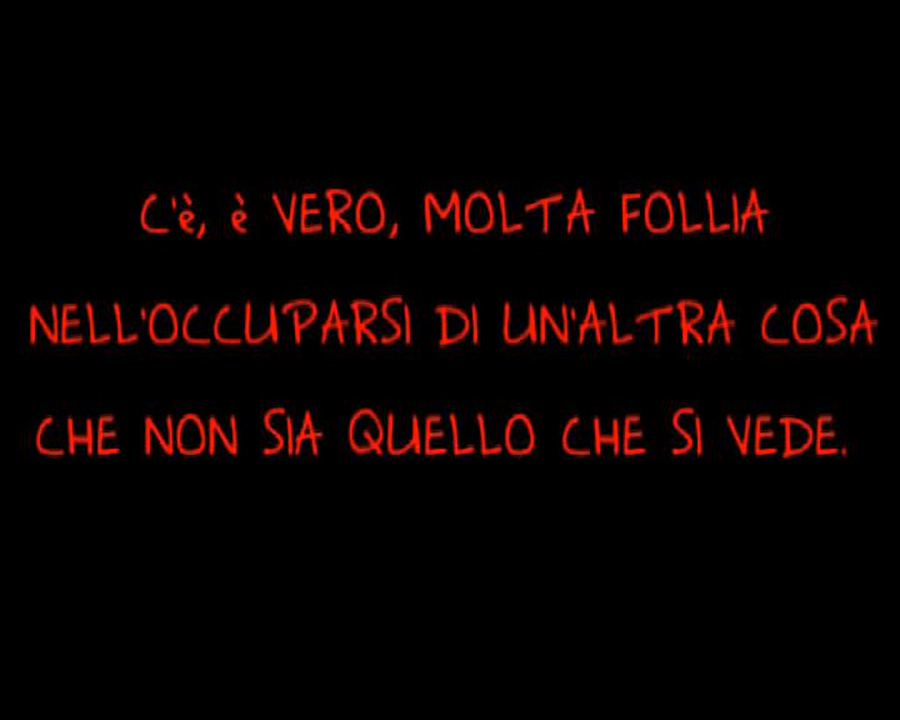 C'è, è VERO, MOLTA FOLLIA
NELL'OCCUPARSI DI UN'ALTRA COSA
CHE NON SIA QUELLO CHE SI VEDE.